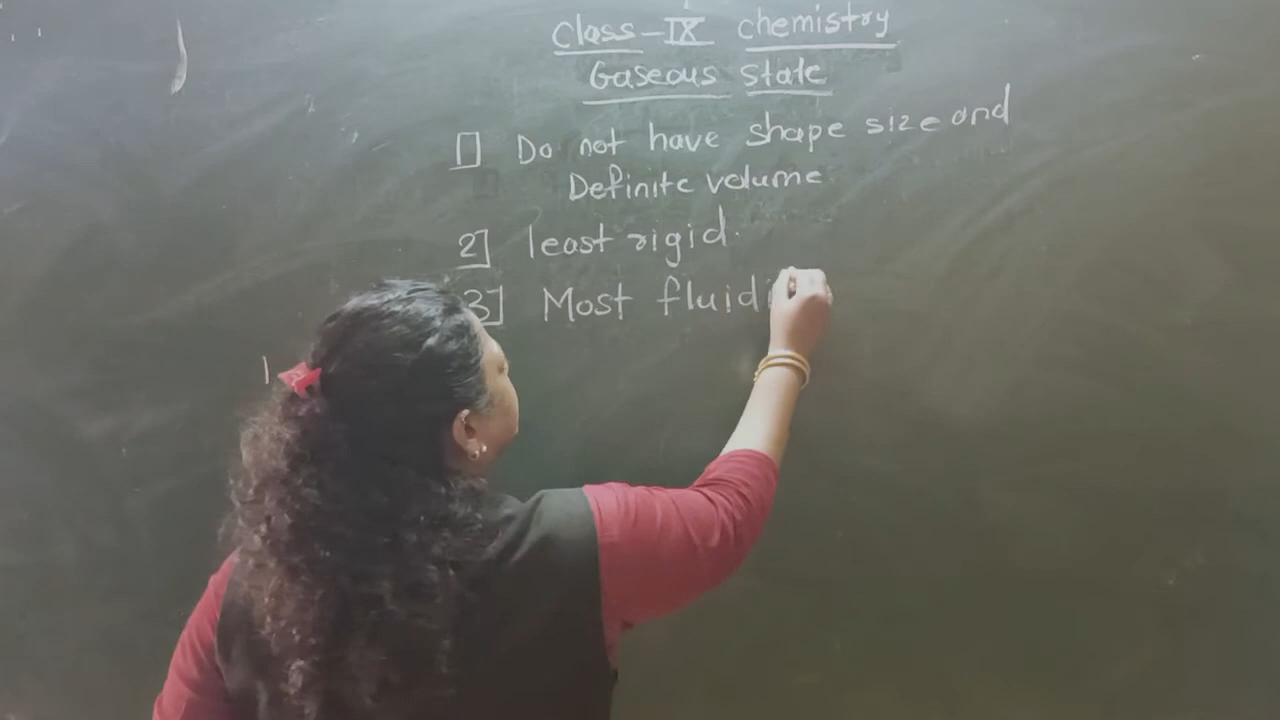 Class-IX chemistry
Gaseous state
1] Do not have shape size and
Definite volume
2] least rigid.
3] Most fluidi